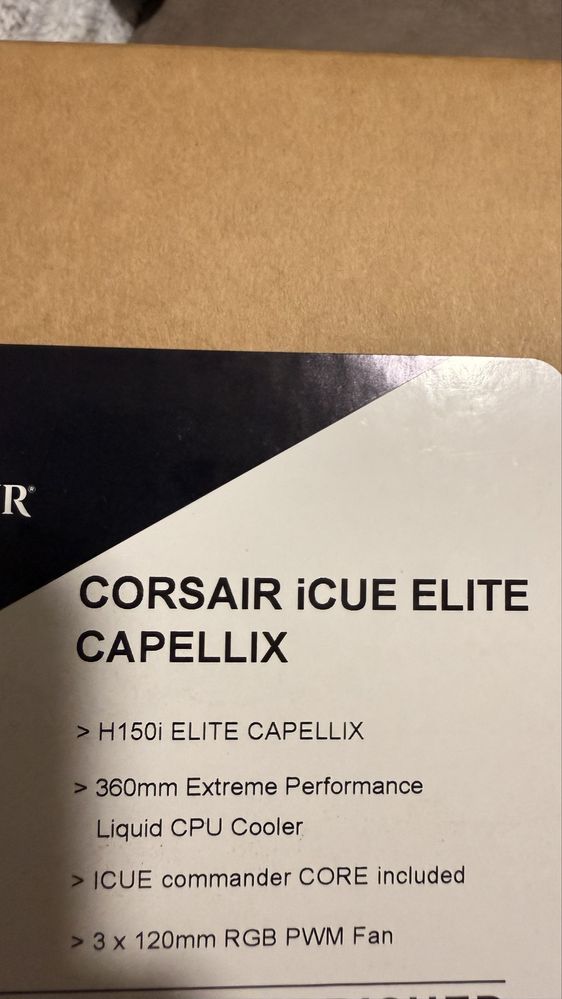 CORSAIR iCUE ELITE
CAPELLIX
> H150i ELITE CAPELLIX
> 360mm Extreme Performance
Liquid CPU Cooler
> ICUE commander CORE included
> 3 x 120mm RGB PWM Fan